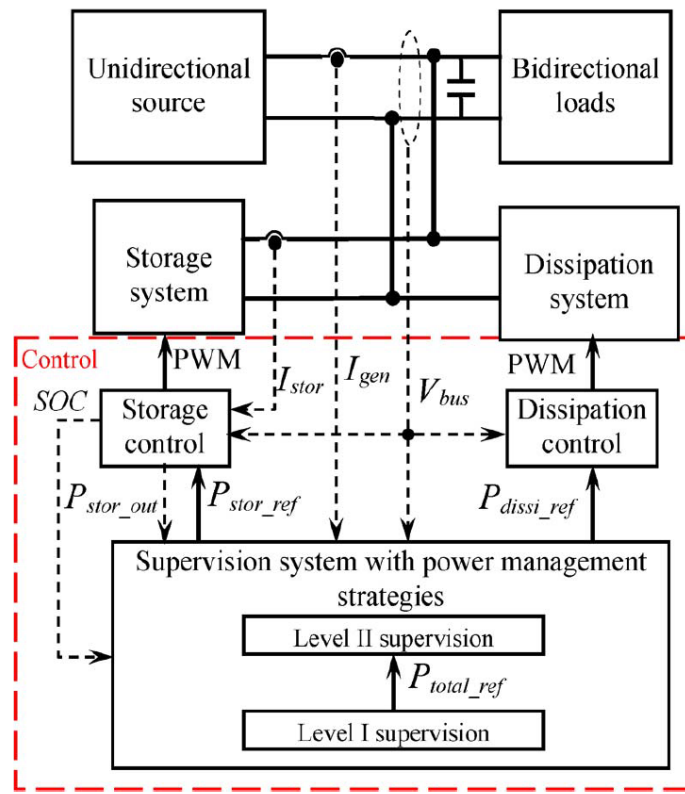 Unidirectional
source
Bidirectional
loads
Storage
system
Dissipation
system
Control
PWM
PWM
SOC
I_stor
I_gen
V_bus
Storage
control
Dissipation
control
P_stor_out
P_stor_ref
P_dissi_ref
Supervision system with power management
strategies
Level II supervision
P_total_ref
Level I supervision